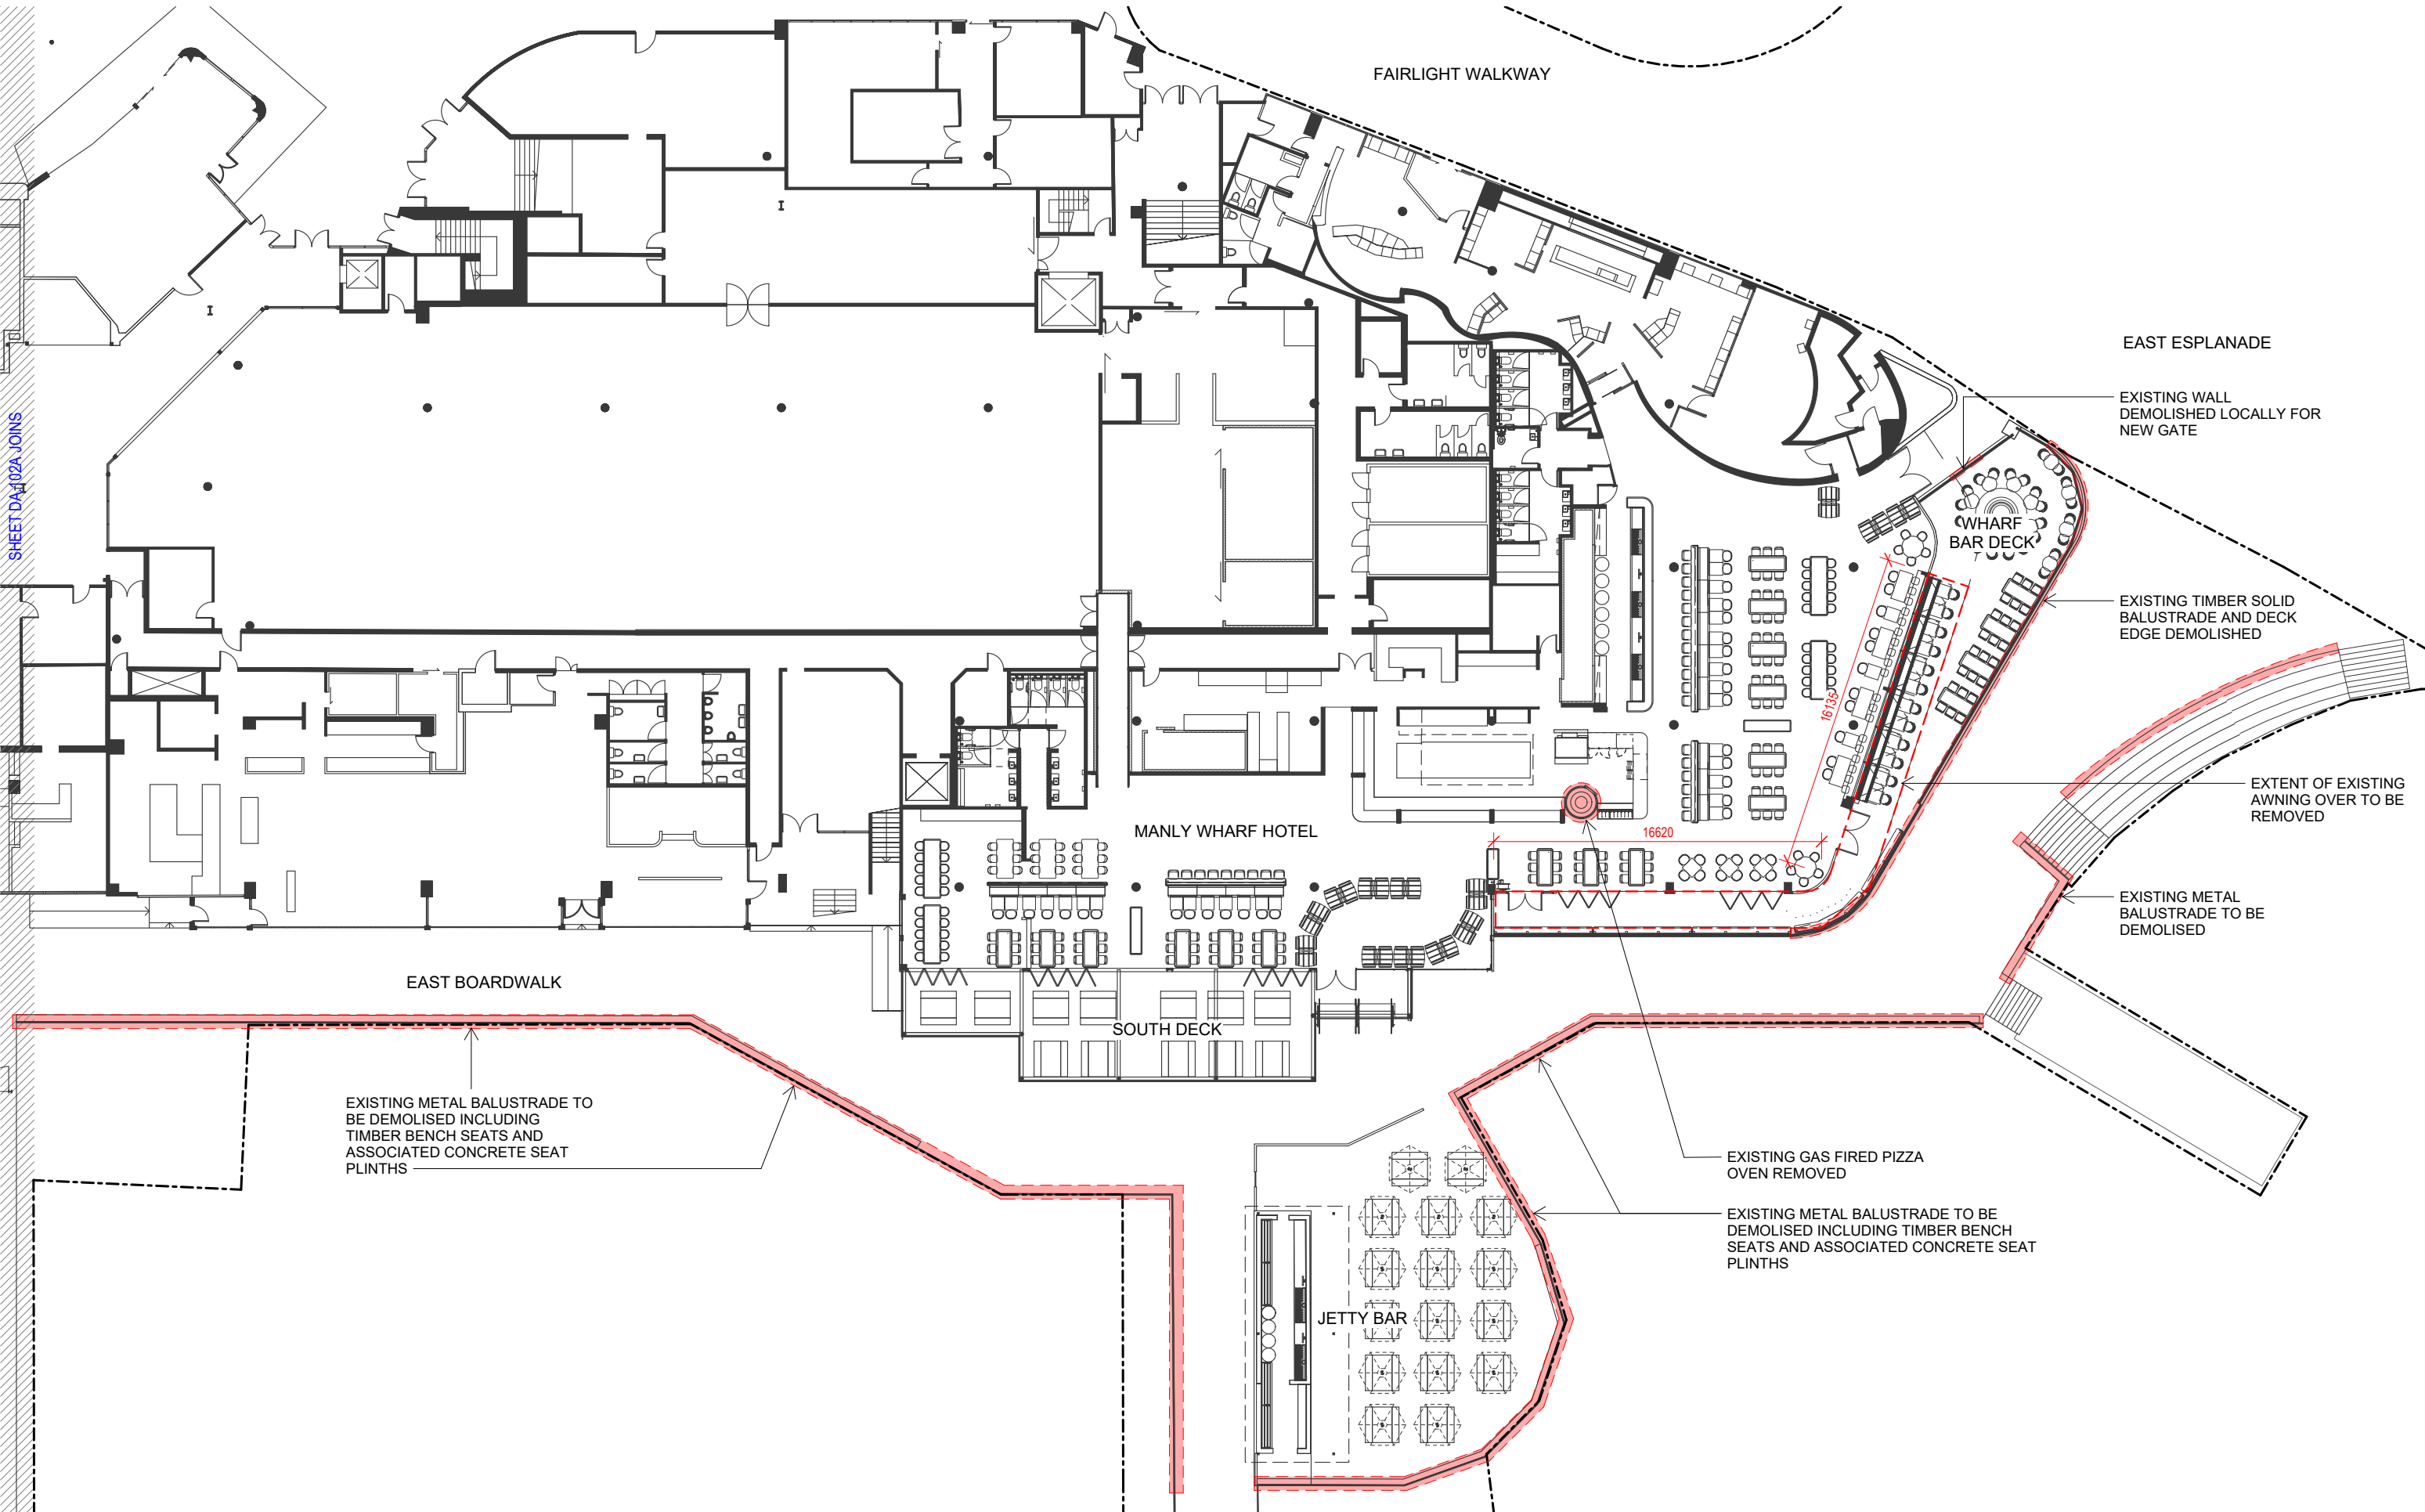 FAIRLIGHT WALKWAY
EAST ESPLANADE
EXISTING WALL
DEMOLISHED LOCALLY FOR
NEW GATE
SHEET DA-102A JOINS
WHARF
BAR DECK
EXISTING TIMBER SOLID
BALUSTRADE AND DECK
EDGE DEMOLISHED
16135
EXTENT OF EXISTING
AWNING OVER TO BE
REMOVED
MANLY WHARF HOTEL
16620
EXISTING METAL
BALUSTRADE TO BE
DEMOLISED
EAST BOARDWALK
SOUTH DECK
EXISTING METAL BALUSTRADE TO
BE DEMOLISED INCLUDING
TIMBER BENCH SEATS AND
ASSOCIATED CONCRETE SEAT
PLINTHS
EXISTING GAS FIRED PIZZA
OVEN REMOVED
EXISTING METAL BALUSTRADE TO BE
DEMOLISED INCLUDING TIMBER BENCH
SEATS AND ASSOCIATED CONCRETE SEAT
PLINTHS
JETTY BAR